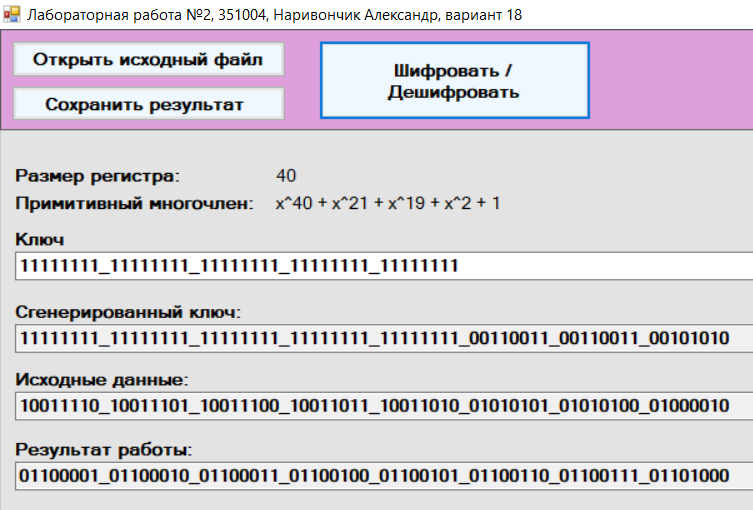 Лабораторная работа №2, 351004, Наривончик Александр, вариант 18
Открыть исходный файл
Сохранить результат
Шифровать /
Дешифровать
Размер регистра: 40
Примитивный многочлен: x^40 + x^21 + x^19 + x^2 + 1
Ключ
11111111_11111111_11111111_11111111_11111111
Сгенерированный ключ:
11111111_11111111_11111111_11111111_11111111_00110011_00110011_00101010
Исходные данные:
10011110_10011101_10011100_10011011_10011010_01010101_01010100_01000010
Результат работы:
01100001_01100010_01100011_01100100_01100101_01100110_01100111_01101000